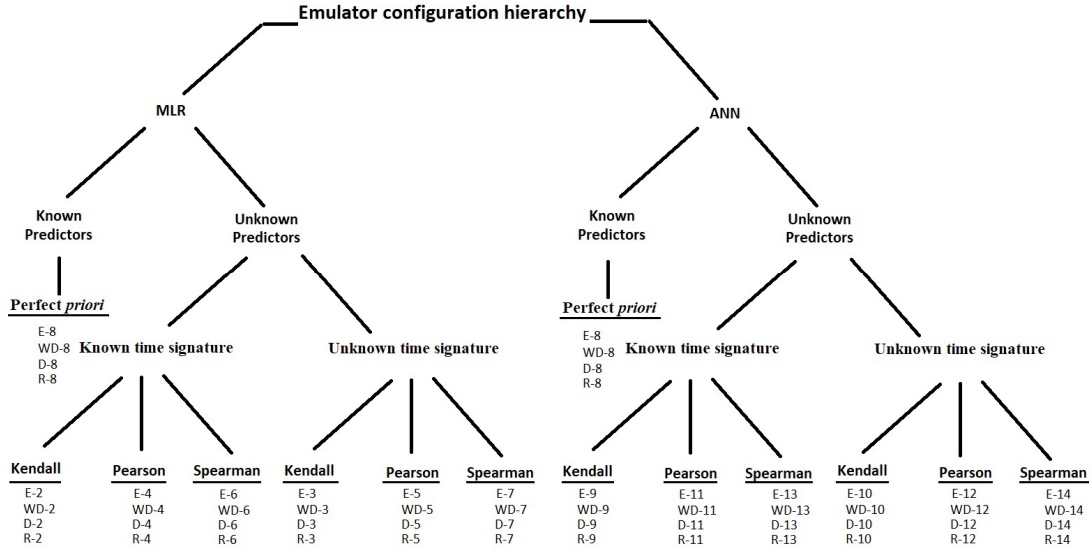 Emulator configuration hierarchy
MLR
ANN
Known
Predictors
Unknown
Predictors
Known
Predictors
Unknown
Predictors
Perfect priori
E-8
WD-8
D-8
R-8
Known time signature
Unknown time signature
Perfect priori
E-8
WD-8
D-8
R-8
Known time signature
Unknown time signature
Kendall
E-2
WD-2
D-2
R-2
Pearson
E-4
WD-4
D-4
R-4
Spearman
E-6
WD-6
D-6
R-6
Kendall
E-3
WD-3
D-3
R-3
Pearson
E-5
WD-5
D-5
R-5
Spearman
E-7
WD-7
D-7
R-7
Kendall
E-9
WD-9
D-9
R-9
Pearson
E-11
WD-11
D-11
R-11
Spearman
E-13
WD-13
D-13
R-13
Kendall
E-10
WD-10
D-10
R-10
Pearson
E-12
WD-12
D-12
R-12
Spearman
E-14
WD-14
D-14
R-14